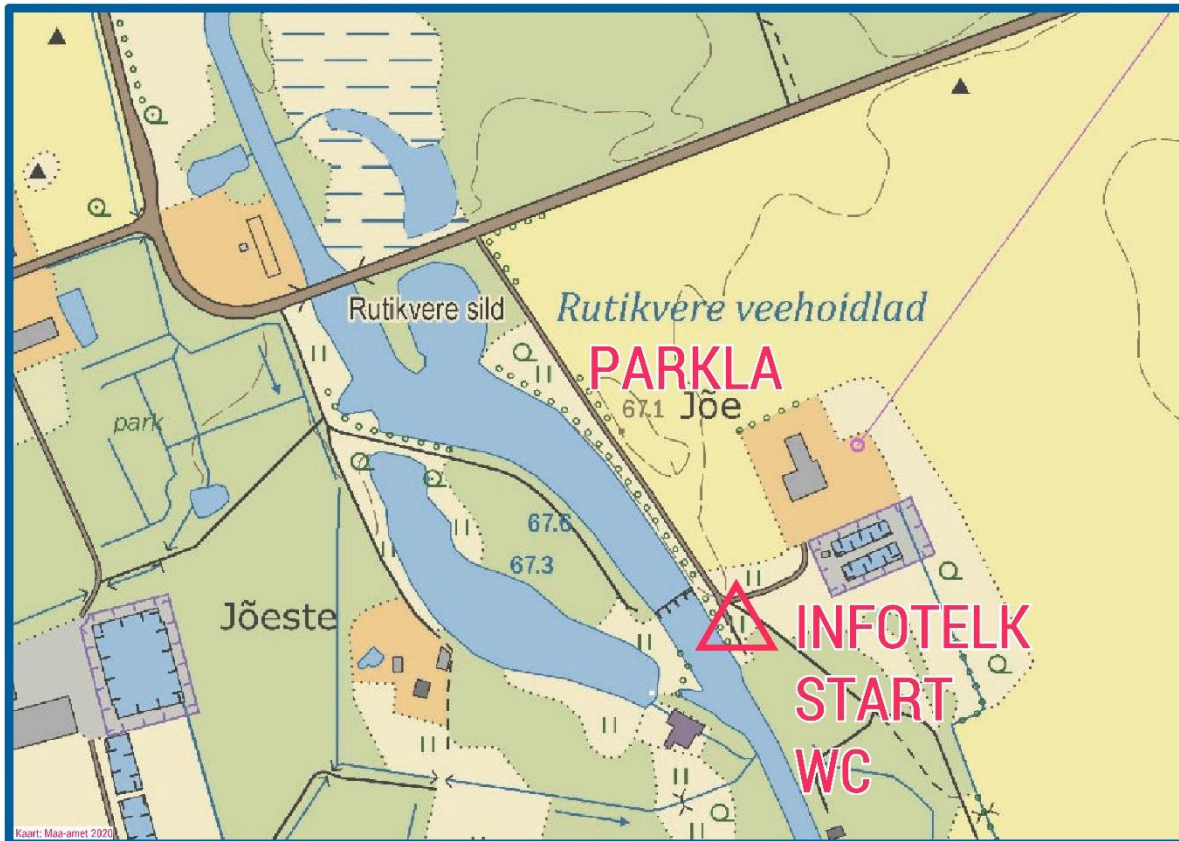 Rutikvere sild
Rutikvere veehoidlad
PARKLA
67.1
Jõe
park
67.6
67.3
Jõeste
INFOTELK
START
WC
Kaart: Maa-amet 2020